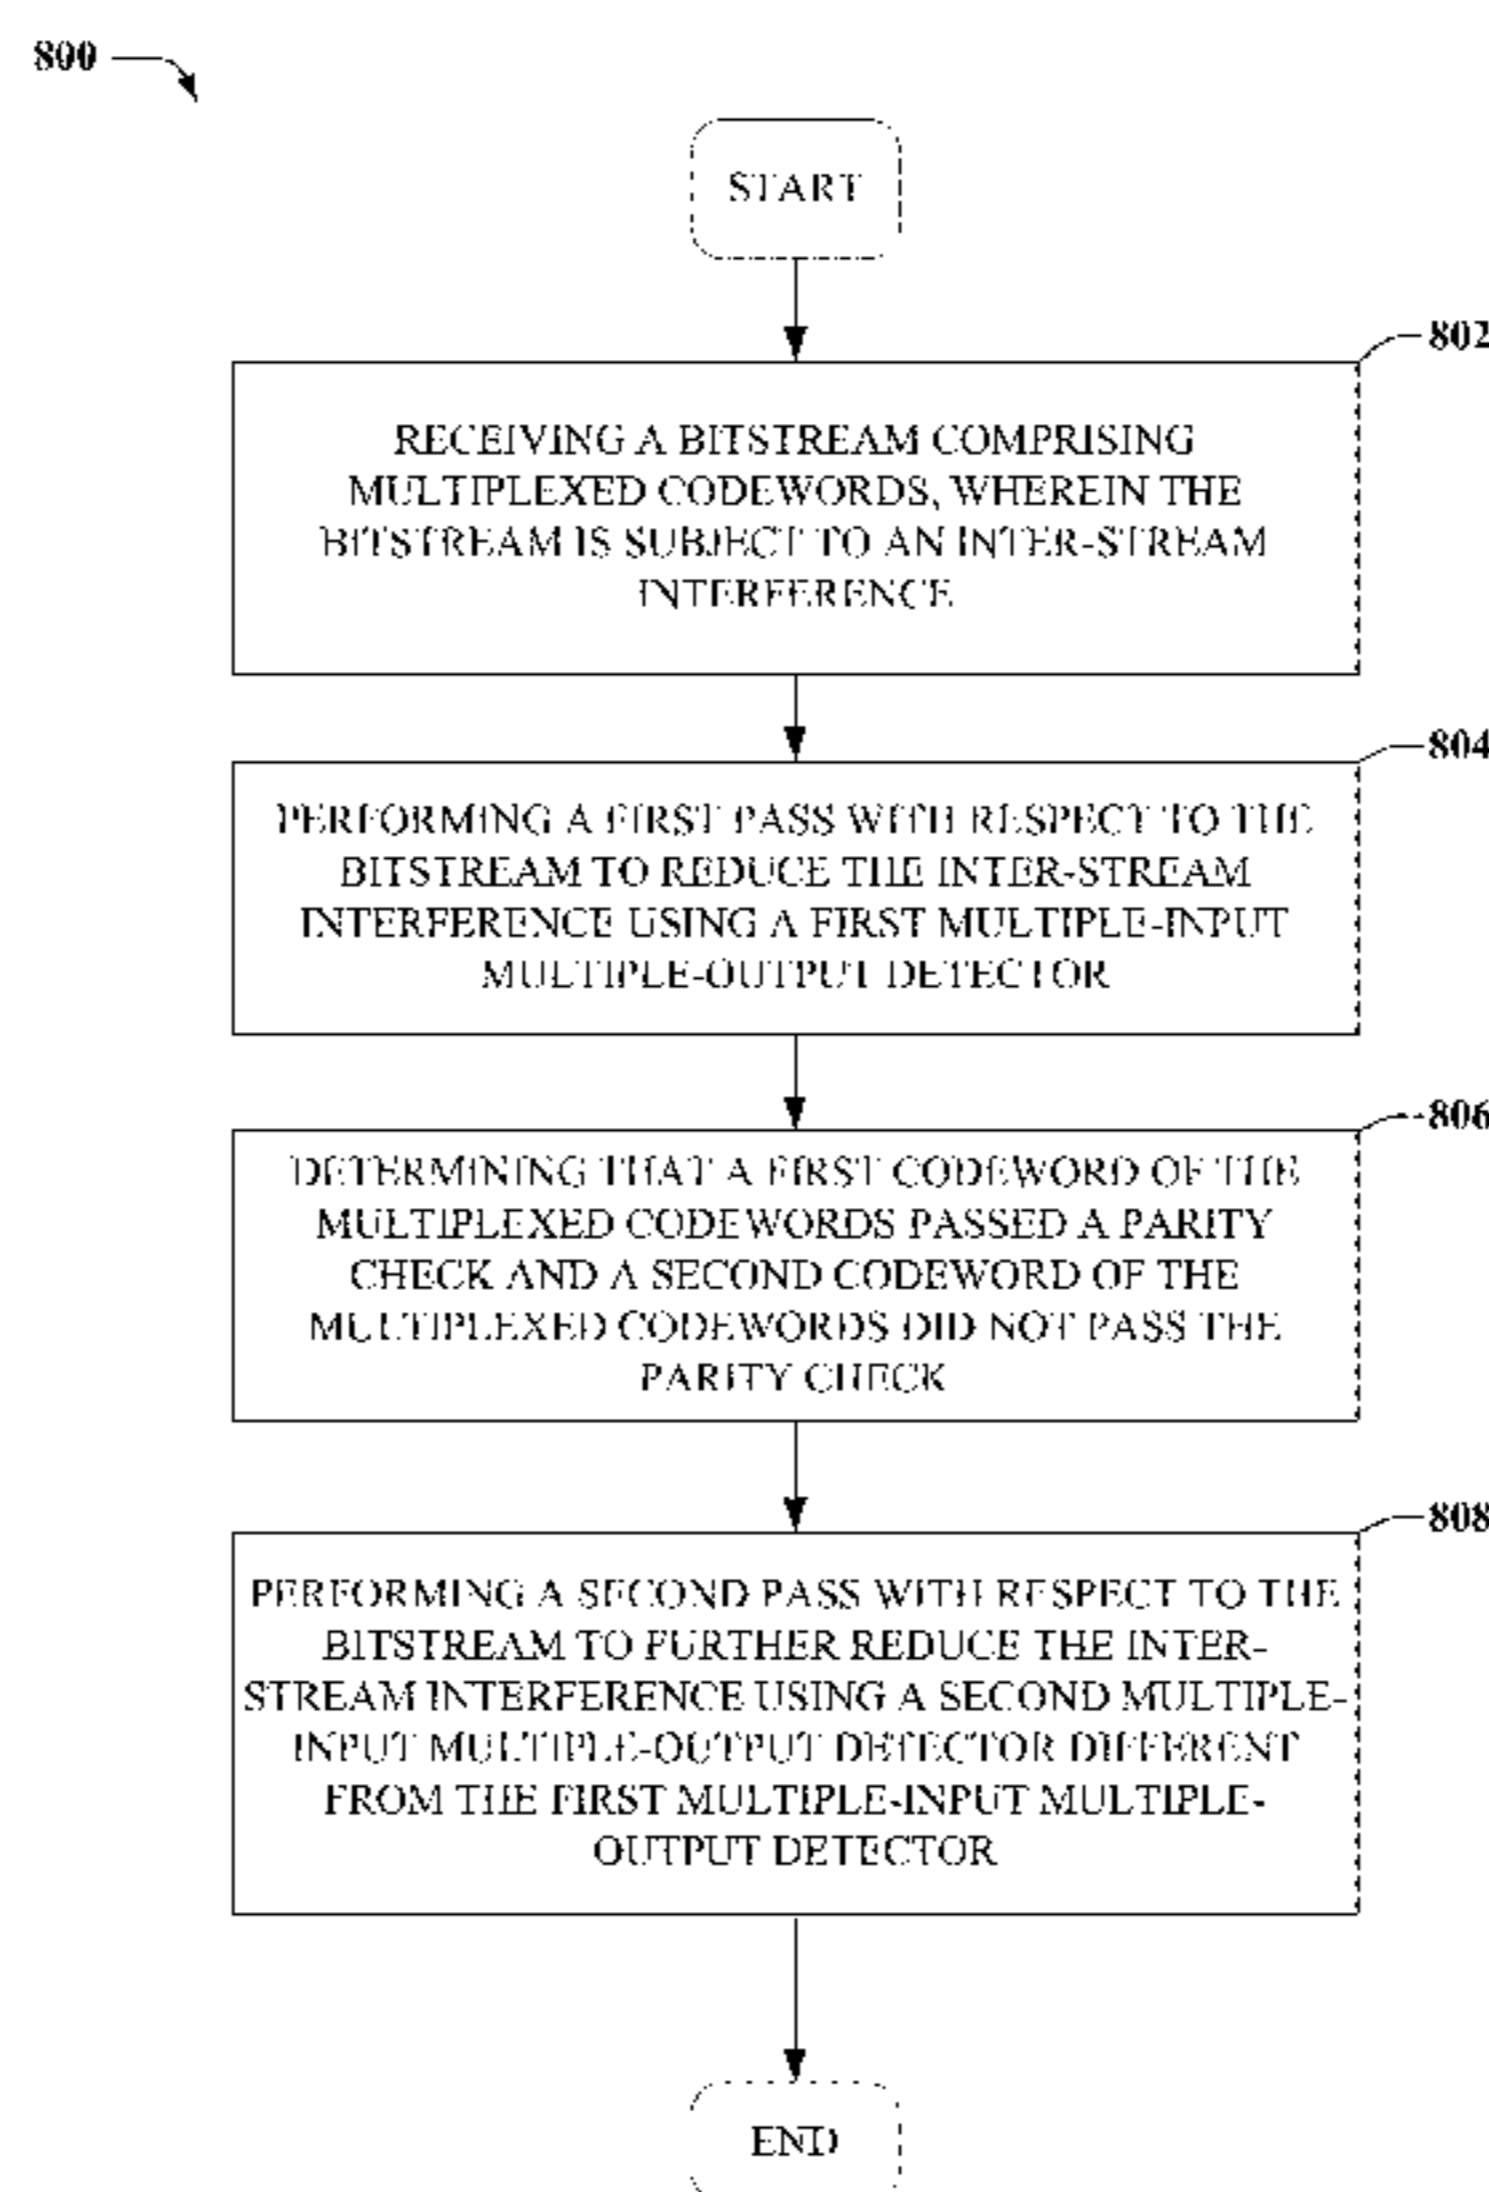 800
START
802
RECEIVING A BITSTREAM COMPRISING
MULTIPLEXED CODEWORDS, WHEREIN THE
BITSTREAM IS SUBJECT TO AN INTER-STREAM
INTERFERENCE
804
PERFORMING A FIRST PASS WITH RESPECT TO THE
BITSTREAM TO REDUCE THE INTER-STREAM
INTERFERENCE USING A FIRST MULTIPLE-INPUT
MULTIPLE-OUTPUT DETECTOR
806
DETERMINING THAT A FIRST CODEWORD OF THE
MULTIPLEXED CODEWORDS PASSED A PARITY
CHECK AND A SECOND CODEWORD OF THE
MULTIPLEXED CODEWORDS DID NOT PASS THE
PARITY CHECK
808
PERFORMING A SECOND PASS WITH RESPECT TO THE
BITSTREAM TO FURTHER REDUCE THE INTER-
STREAM INTERFERENCE USING A SECOND MULTIPLE-
INPUT MULTIPLE-OUTPUT DETECTOR DIFFERENT
FROM THE FIRST MULTIPLE-INPUT MULTIPLE-
OUTPUT DETECTOR
END